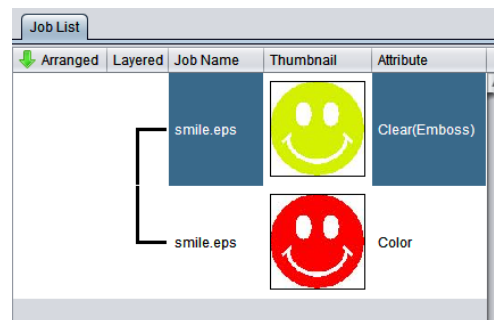 Job List
Arranged Layered Job Name Thumbnail Attribute
smile.eps Clear(Emboss)
smile.eps Color